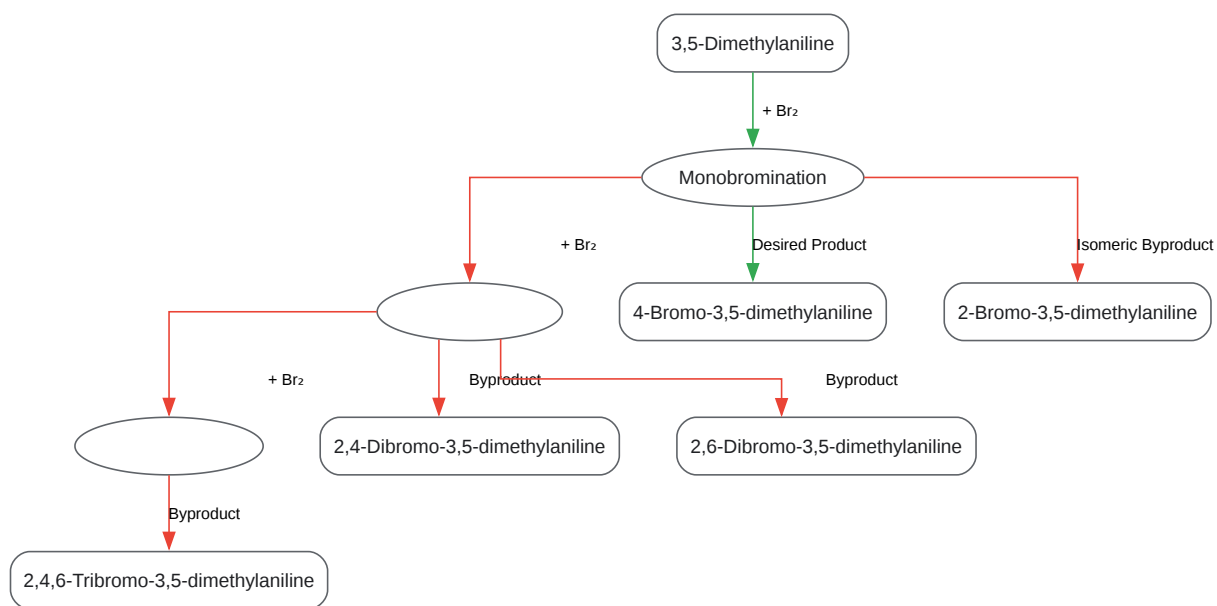 3,5-Dimethylaniline
+ Br₂
Monobromination
+ Br₂
Desired Product
Isomeric Byproduct
4-Bromo-3,5-dimethylaniline
2-Bromo-3,5-dimethylaniline
+ Br₂
Byproduct
Byproduct
2,4-Dibromo-3,5-dimethylaniline
2,6-Dibromo-3,5-dimethylaniline
Byproduct
2,4,6-Tribromo-3,5-dimethylaniline